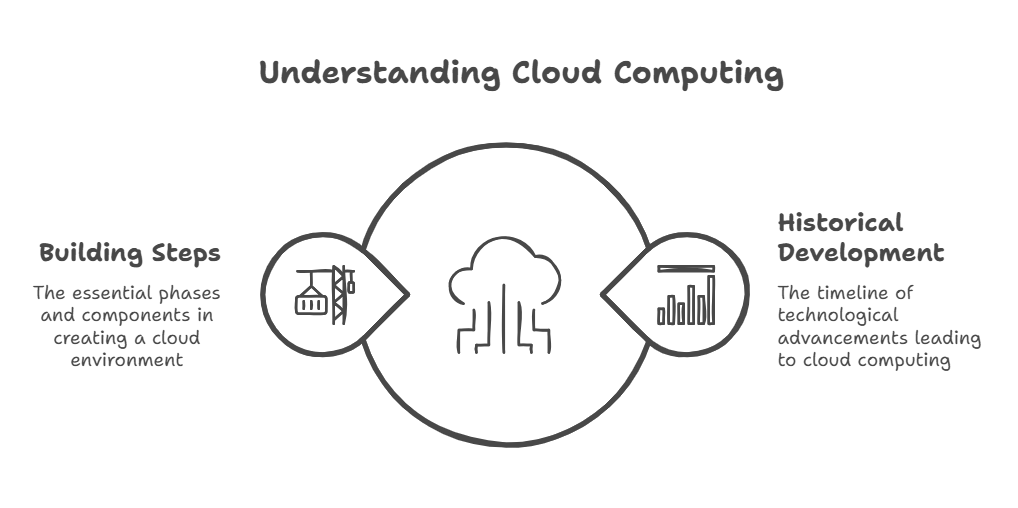 Understanding Cloud Computing
Building Steps
The essential phases
and components in
creating a cloud
environment
Historical
Development
The timeline of
technological
advancements leading
to cloud computing